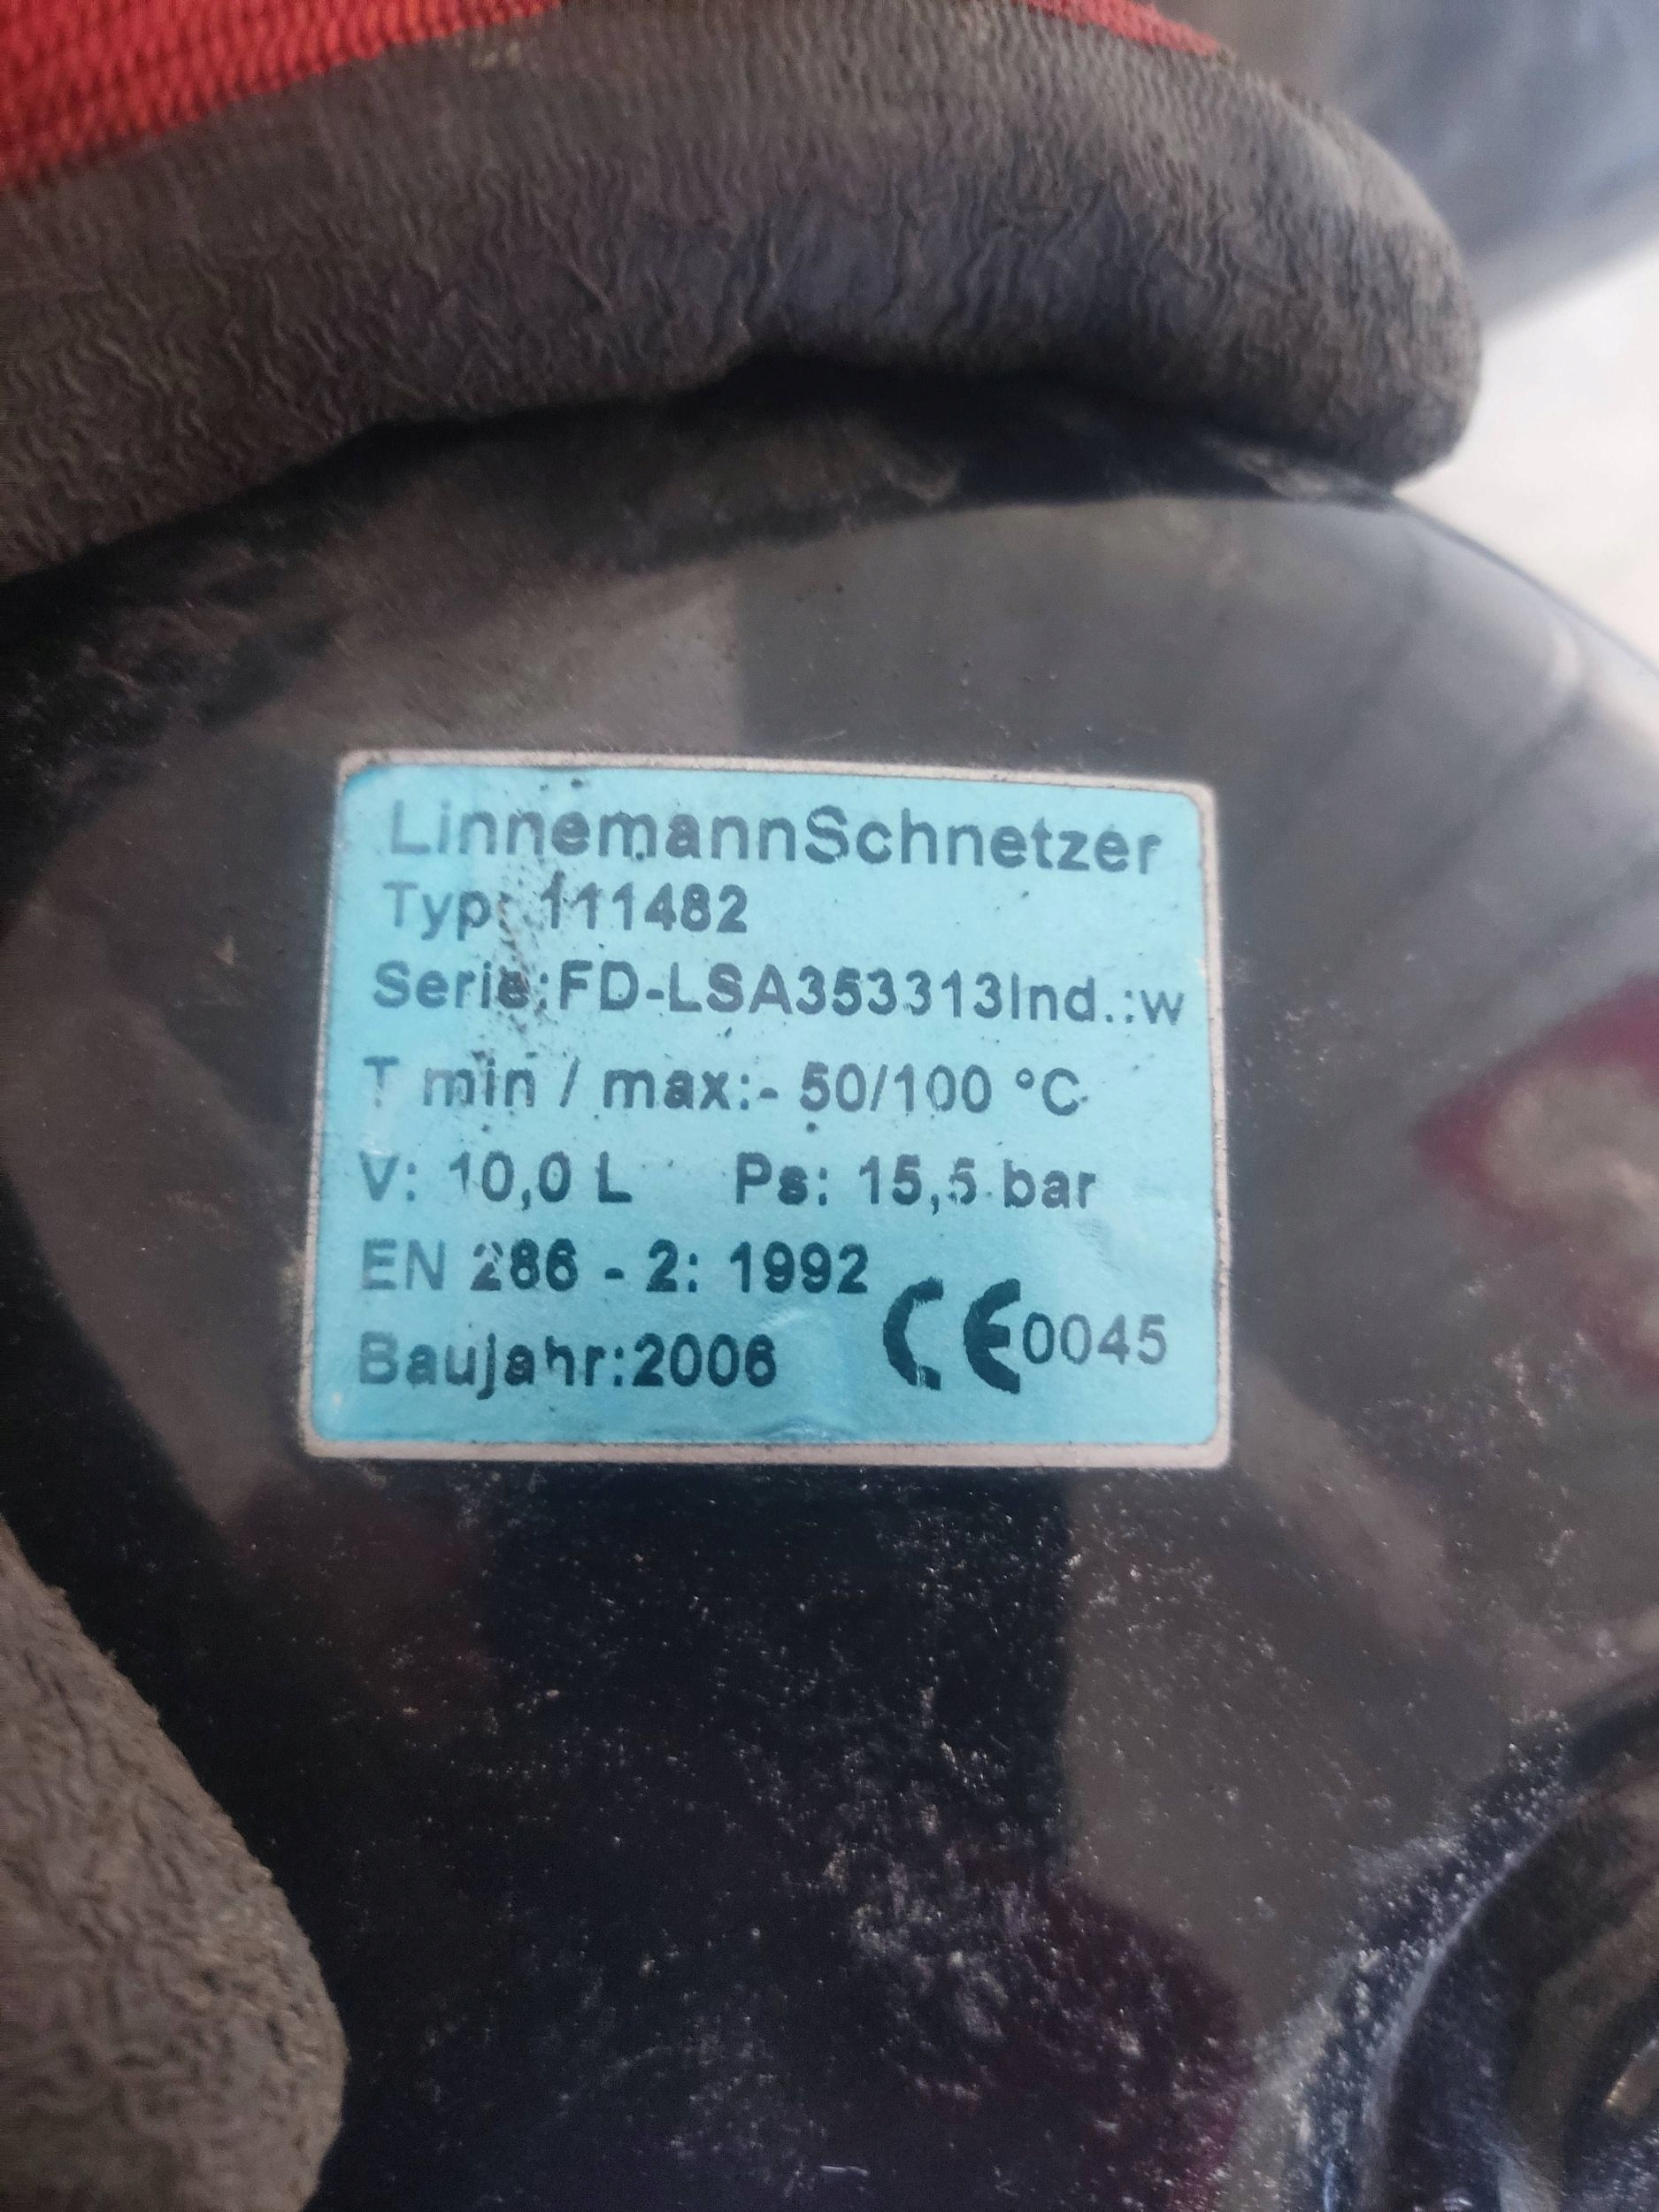 LinnemannSchnetzer
Typ: 111482
Serie:FD-LSA353313Ind.:w
T min / max:- 50/100 °C
V: 10,0 L Ps: 15,5 bar
EN 286 - 2: 1992
Baujahr:2006 CE0045